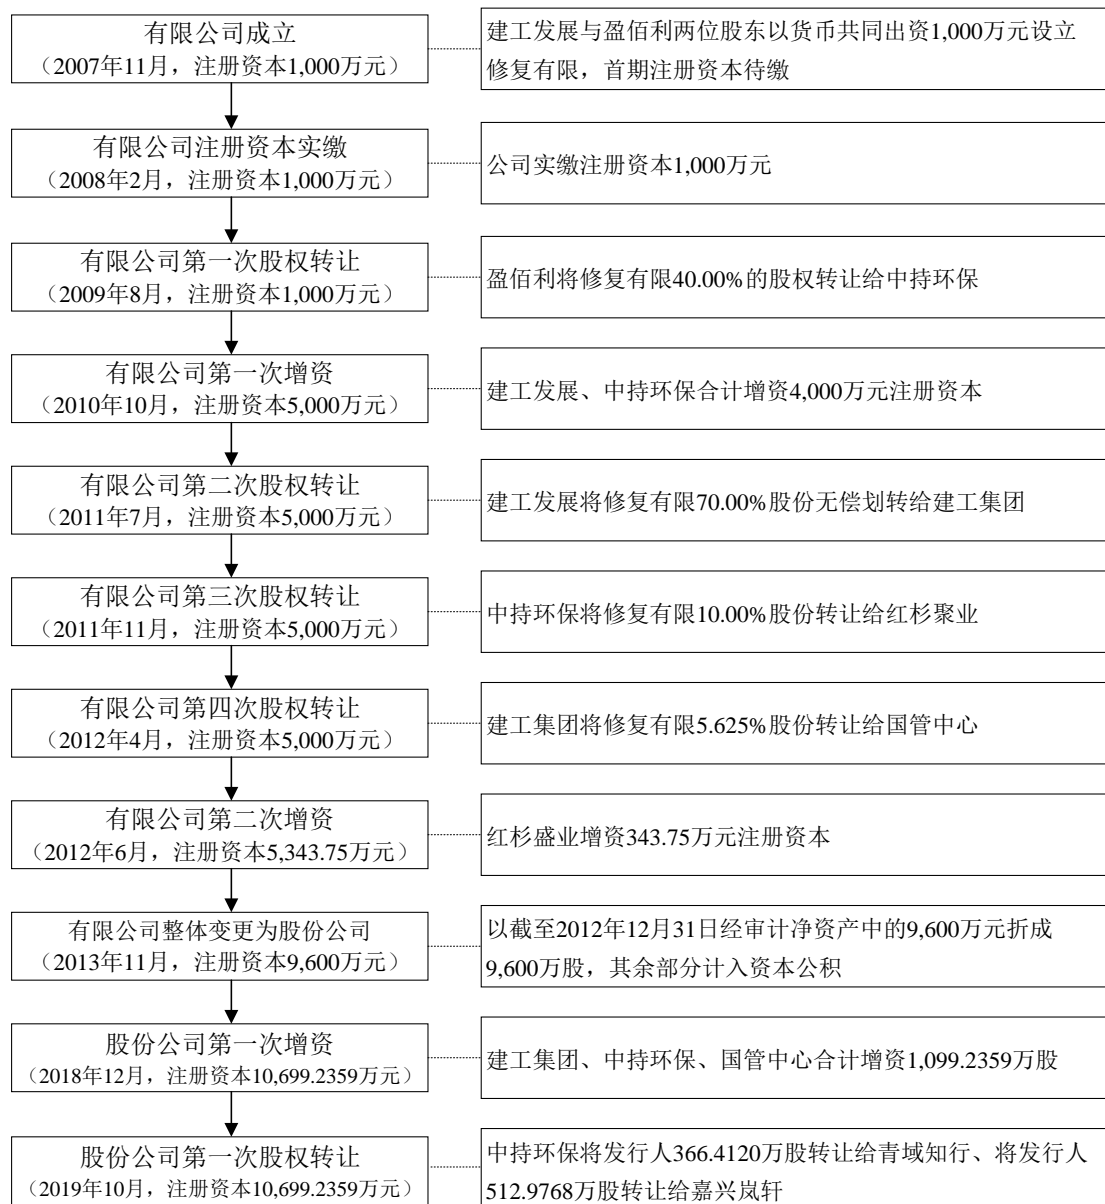 有限公司成立
（2007年11月，注册资本1,000万元）
建工发展与盈佰利两位股东以货币共同出资1,000万元设立
修复有限，首期注册资本待缴
有限公司注册资本实缴
（2008年2月，注册资本1,000万元）
公司实缴注册资本1,000万元
有限公司第一次股权转让
（2009年8月，注册资本1,000万元）
盈佰利将修复有限40.00%的股权转让给中持环保
有限公司第一次增资
（2010年10月，注册资本5,000万元）
建工发展、中持环保合计增资4,000万元注册资本
有限公司第二次股权转让
（2011年7月，注册资本5,000万元）
建工发展将修复有限70.00%股份无偿划转给建工集团
有限公司第三次股权转让
（2011年11月，注册资本5,000万元）
中持环保将修复有限10.00%股份转让给红杉聚业
有限公司第四次股权转让
（2012年4月，注册资本5,000万元）
建工集团将修复有限5.625%股份转让给国管中心
有限公司第二次增资
（2012年6月，注册资本5,343.75万元）
红杉盛业增资343.75万元注册资本
有限公司整体变更为股份公司
（2013年11月，注册资本9,600万元）
以截至2012年12月31日经审计净资产中的9,600万元折成
9,600万股，其余部分计入资本公积
股份公司第一次增资
（2018年12月，注册资本10,699.2359万元）
建工集团、中持环保、国管中心合计增资1,099.2359万股
股份公司第一次股权转让
（2019年10月，注册资本10,699.2359万元）
中持环保将发行人366.4120万股转让给青域知行、将发行人
512.9768万股转让给嘉兴岚轩